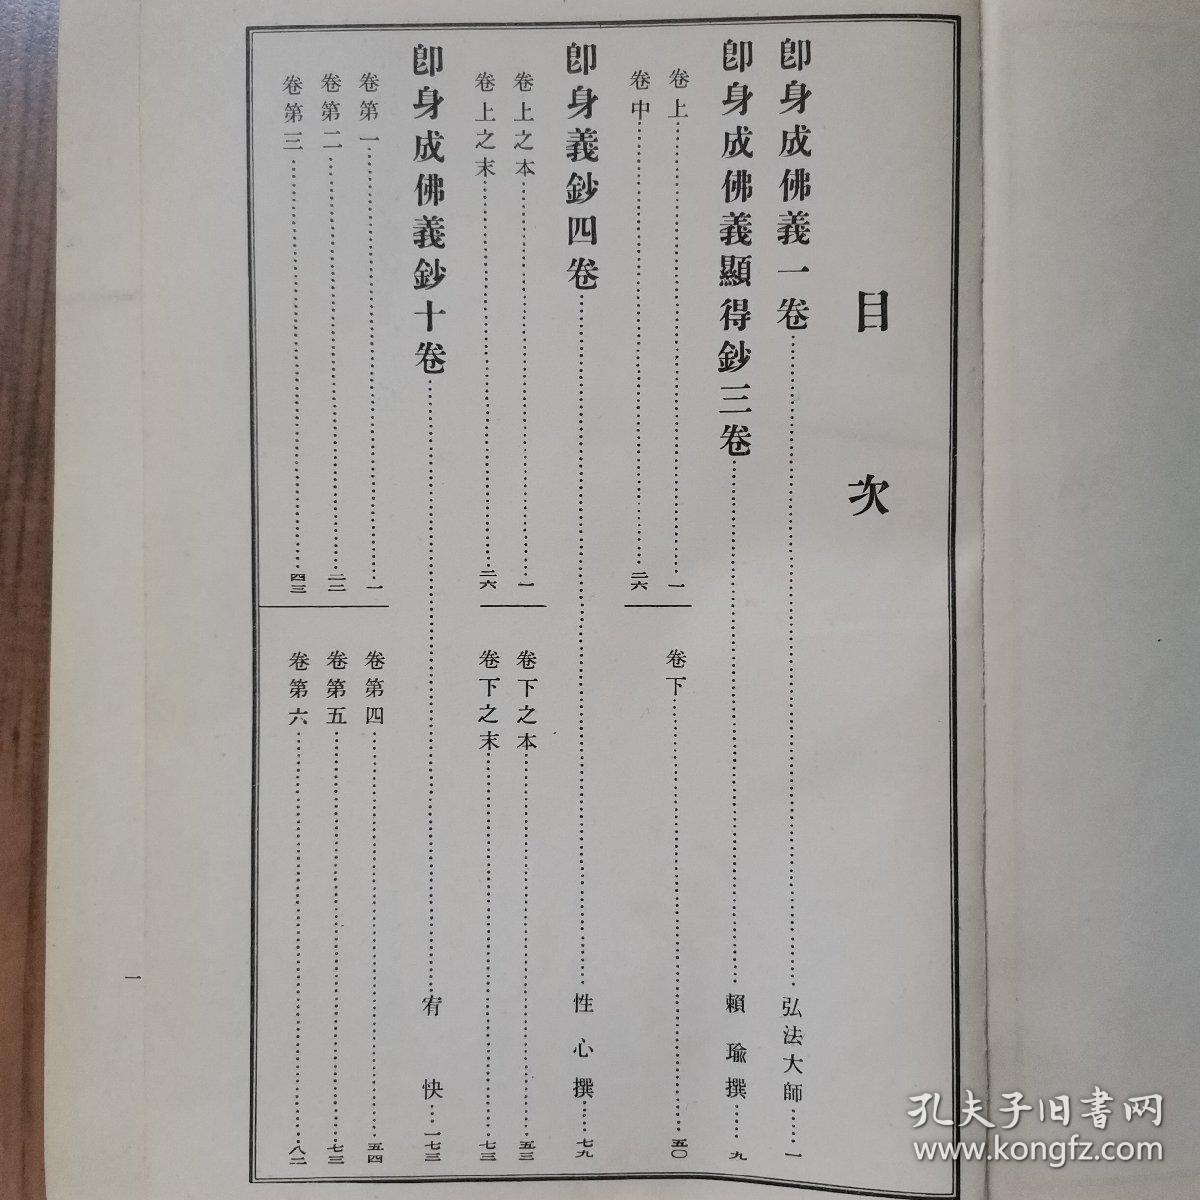 目次
即身成佛義一卷……弘法大師……一
即身成佛義顯得鈔三卷……賴瑜撰……九
卷上……一
卷中……二六
卷下……五〇
即身義鈔四卷……性心撰……七九
卷上之本……一
卷上之末……二六
卷下之本……五三
卷下之末……七三
即身成佛義鈔十卷……宥快……一七三
卷第一……一
卷第二……二三
卷第三……四三
卷第四……五四
卷第五……七三
卷第六……八二
一
孔夫子旧書网
www.kongfz.com